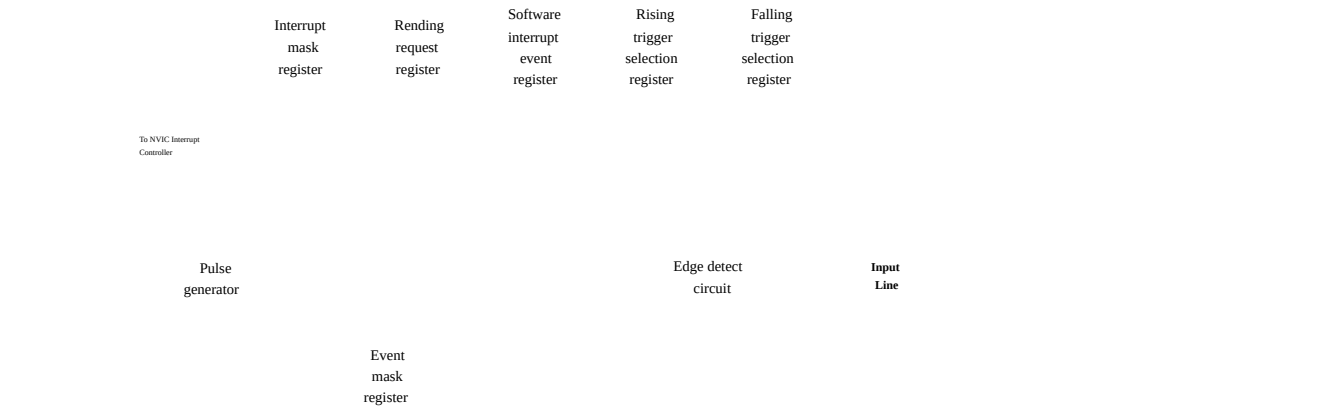 Interrupt
mask
register
Rending
request
register
Software
interrupt
event
register
Rising
trigger
selection
register
Falling
trigger
selection
register
To NVIC Interrupt
Controller
Pulse
generator
Edge detect
circuit
Input
Line
Event
mask
register